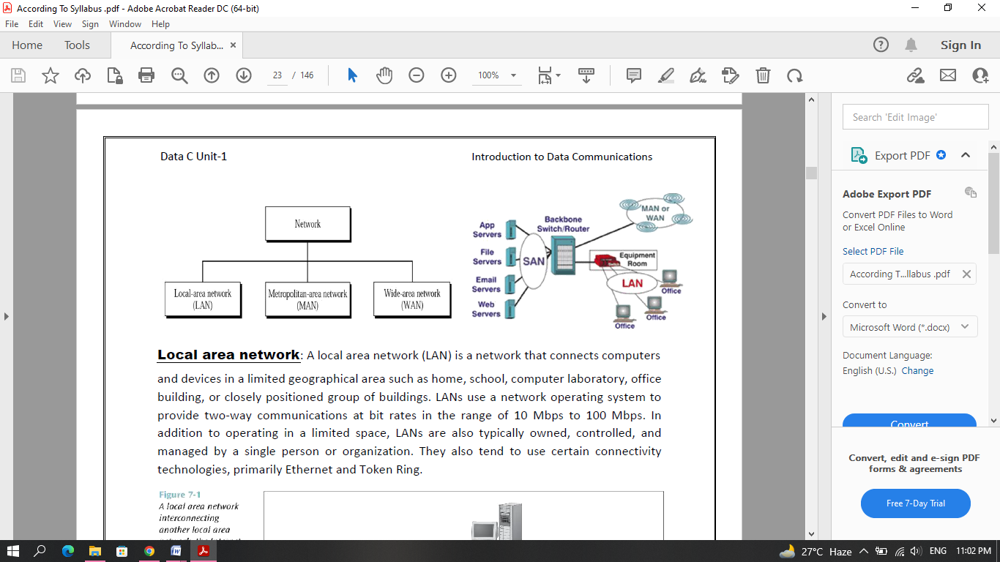 According To Syllabus .pdf - Adobe Acrobat Reader DC (64-bit)
File Edit View Sign Window Help
Home Tools According To Syllab... ×
Sign In
23 / 146 100%
Data C Unit-1 Introduction to Data Communications
Network
Local-area network
(LAN)
Metropolitan-area network
(MAN)
Wide-area network
(WAN)
App
Servers
File
Servers
Email
Servers
Web
Servers
SAN
Backbone
Switch/Router
MAN or
WAN
Equipment
Room
Switch
LAN
Office
Office
Office
Local area network: A local area network (LAN) is a network that connects computers
and devices in a limited geographical area such as home, school, computer laboratory, office
building, or closely positioned group of buildings. LANs use a network operating system to
provide two-way communications at bit rates in the range of 10 Mbps to 100 Mbps. In
addition to operating in a limited space, LANs are also typically owned, controlled, and
managed by a single person or organization. They also tend to use certain connectivity
technologies, primarily Ethernet and Token Ring.
Figure 7-1
A local area network
interconnecting
another local area
Search 'Edit Image'
Export PDF
Adobe Export PDF
Convert PDF Files to Word
or Excel Online
Select PDF File
According T...llabus .pdf
Convert to
Microsoft Word (*.docx)
Document Language:
English (U.S.) Change
Convert
Convert, edit and e-sign PDF
forms & agreements
Free 7-Day Trial
27°C Haze ENG 11:02 PM